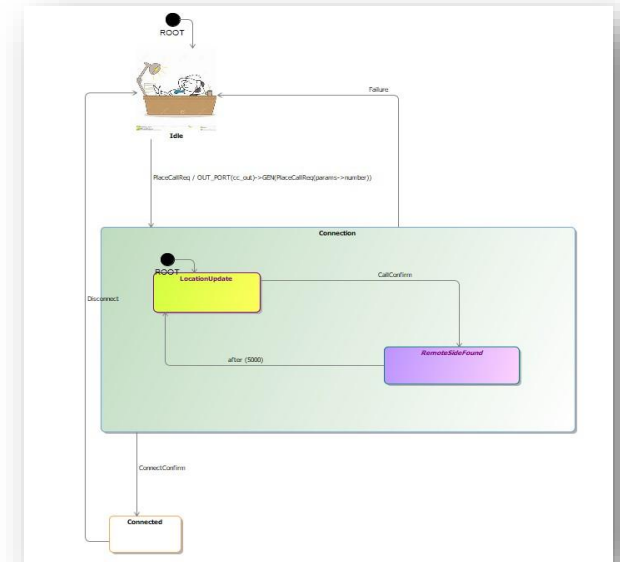 ROOT
Idle
Failure
PlaceCallReq / OUT_PORT(cc_out)->GEN(PlaceCallReq(params->number))
Connection
ROOT
LocationUpdate
CallConfirm
Disconnect
RemoteSideFound
after (5000)
ConnectConfirm
Connected